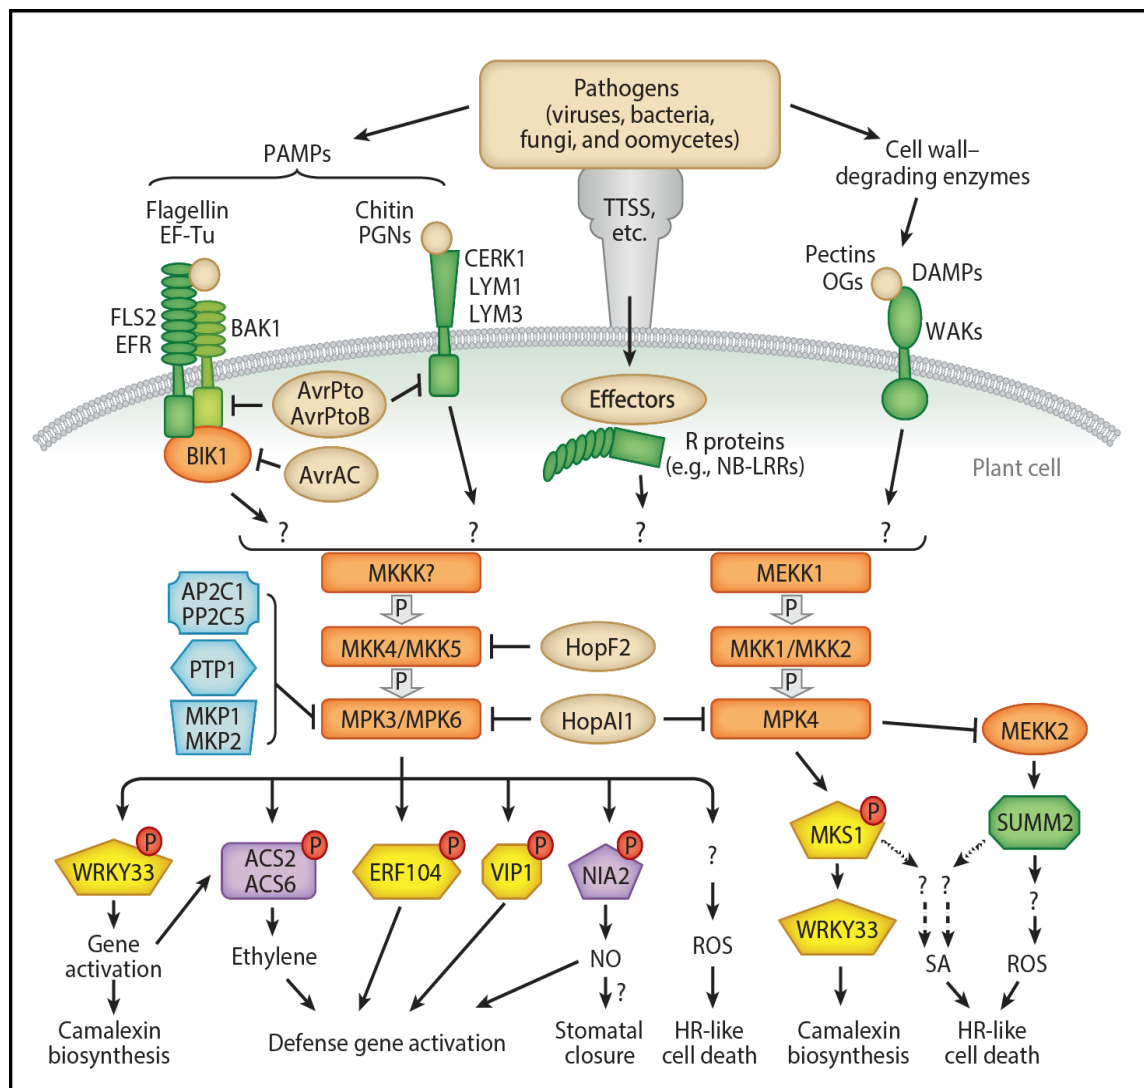 Pathogens
(viruses, bacteria,
fungi, and oomycetes)
PAMPs
Cell wall–
degrading enzymes
Flagellin
EF-Tu
Chitin
PGNs
TTSS,
etc.
CERK1
LYM1
LYM3
Pectins
OGs
DAMPs
FLS2
EFR
BAK1
WAKs
AvrPto
AvrPtoB
Effectors
BIK1
AvrAC
R proteins
(e.g., NB-LRRs)
Plant cell
?
?
?
?
MKKK?
MEKK1
AP2C1
PP2C5
P
P
MKK4/MKK5
HopF2
MKK1/MKK2
PTP1
P
P
MKP1
MKP2
MPK3/MPK6
HopAI1
MPK4
MEKK2
P
WRKY33
P
ACS2
ACS6
P
ERF104
P
VIP1
P
NIA2
?
P
MKS1
SUMM2
?
?
?
WRKY33
Gene
activation
Ethylene
NO
ROS
SA
ROS
?
Camalexin
biosynthesis
Defense gene activation
Stomatal
closure
HR-like
cell death
Camalexin
biosynthesis
HR-like
cell death